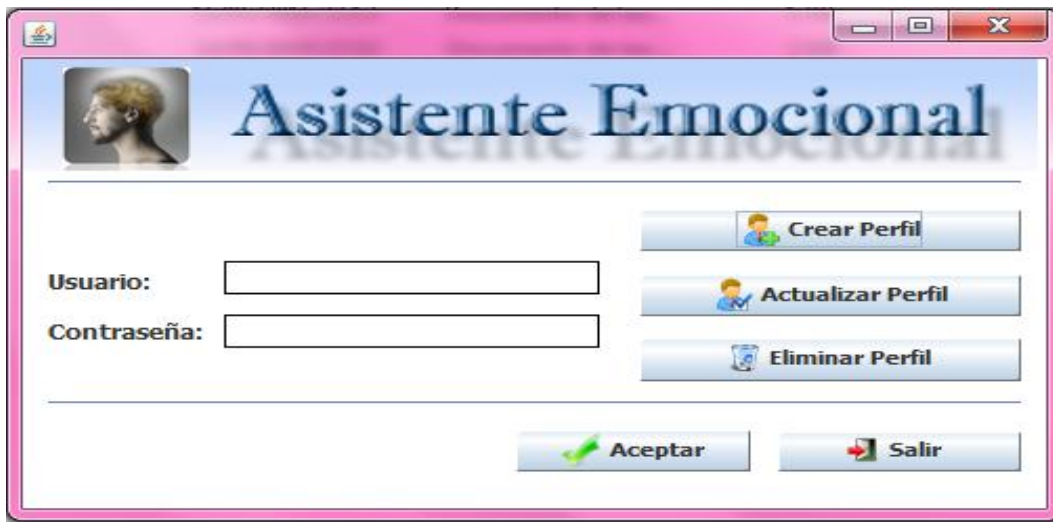 Asistente Emocional
Crear Perfil
Usuario:
Actualizar Perfil
Contraseña:
Eliminar Perfil
Aceptar
Salir